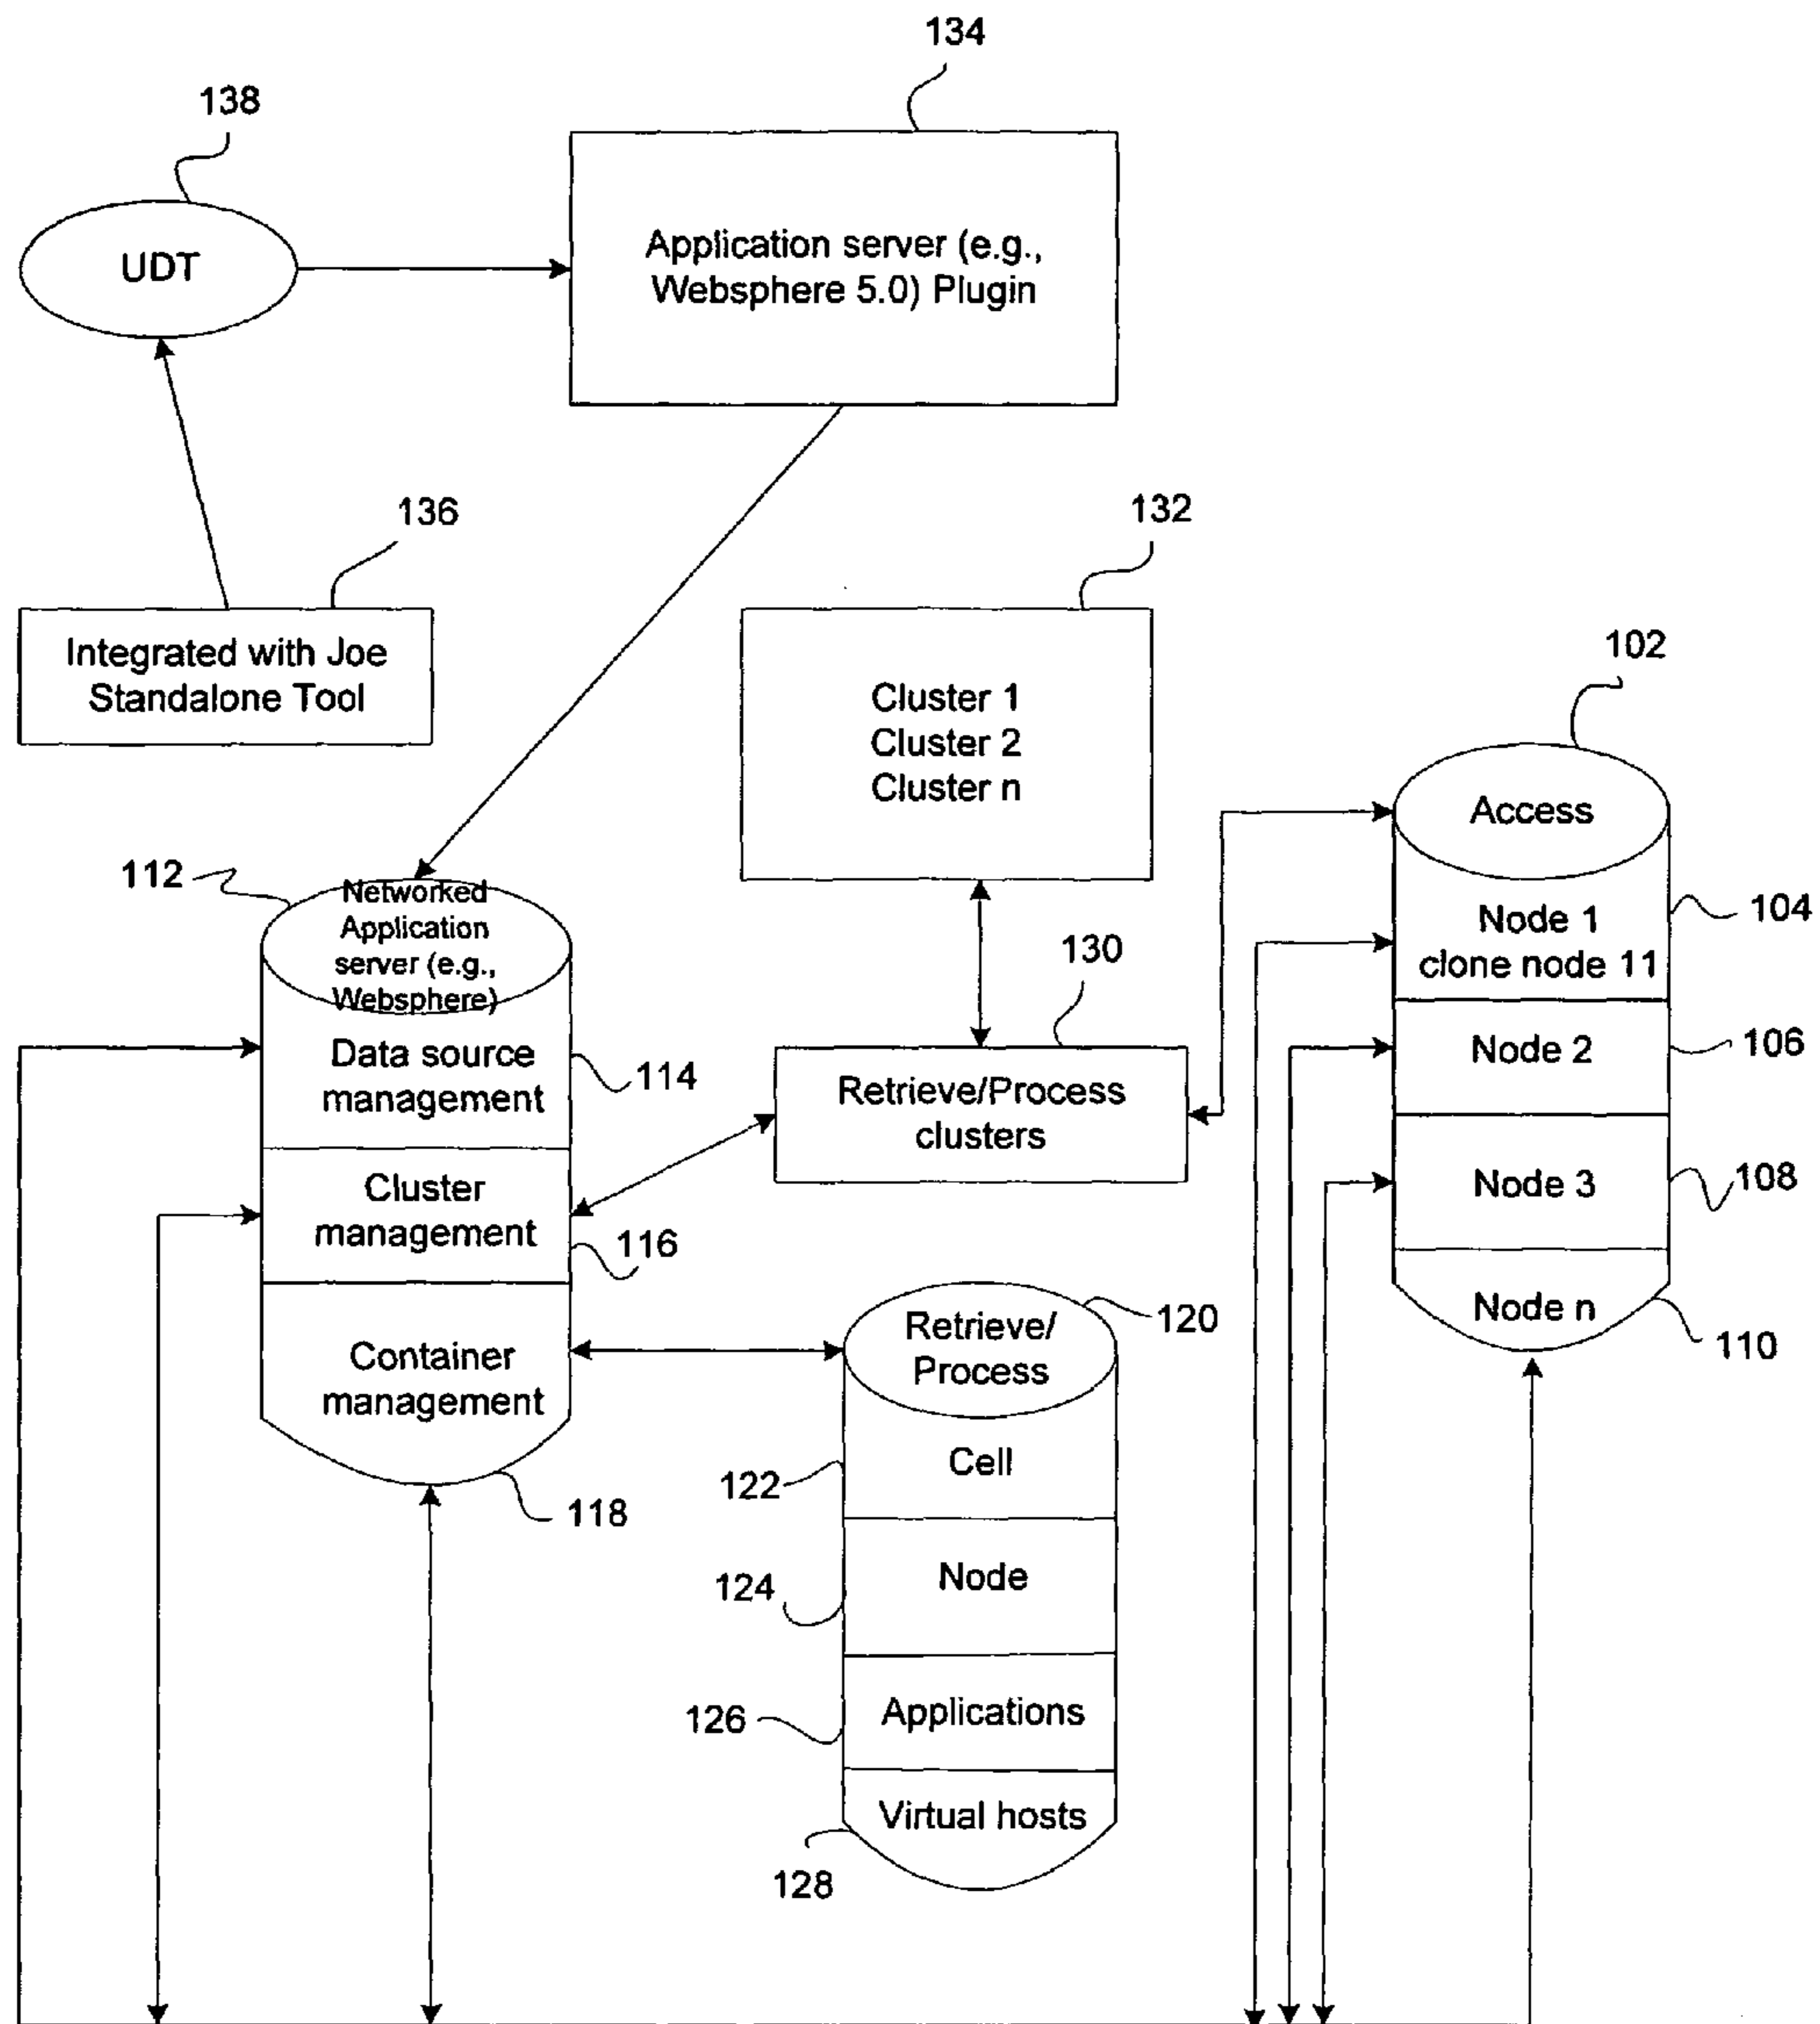 134
138
UDT
Application server (e.g.,
Websphere 5.0) Plugin
136
132
Integrated with Joe
Standalone Tool
102
Cluster 1
Cluster 2
Cluster n
Access
112
Networked
Application
server (e.g.,
Websphere)
104
Node 1
clone node 11
130
Data source
management
114
Retrieve/Process
clusters
Node 2
106
Cluster
management
116
Node 3
108
Node n
110
Retrieve/
Process
120
Container
management
118
Cell
122
Node
124
Applications
126
Virtual hosts
128